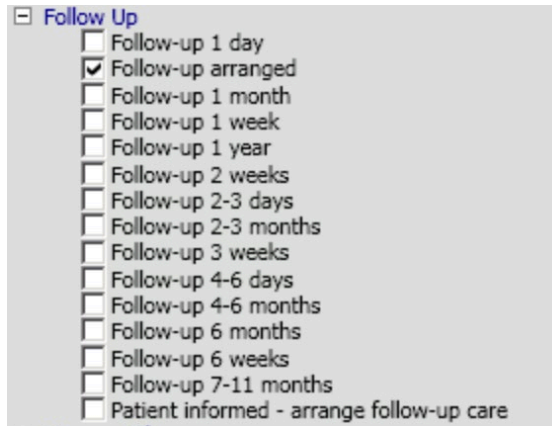 Follow Up
Follow-up 1 day
Follow-up arranged
Follow-up 1 month
Follow-up 1 week
Follow-up 1 year
Follow-up 2 weeks
Follow-up 2-3 days
Follow-up 2-3 months
Follow-up 3 weeks
Follow-up 4-6 days
Follow-up 4-6 months
Follow-up 6 months
Follow-up 6 weeks
Follow-up 7-11 months
Patient informed - arrange follow-up care